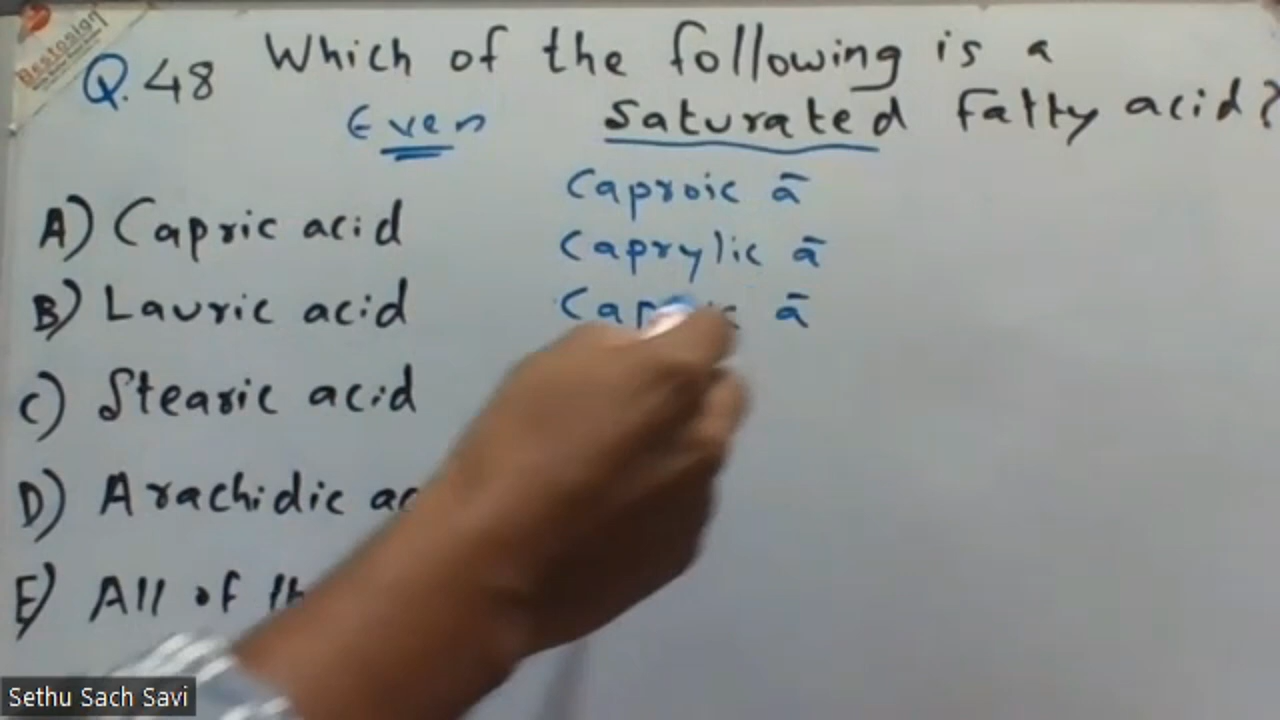 Bestosign
Q.48 Which of the following is a
Even saturated Fatty acid?
Caproic ā
A) Capric acid
Caprylic ā
B) Lauric acid
ā
C) Stearic acid
D) Arachidic
E) All of
Sethu Sach Savi